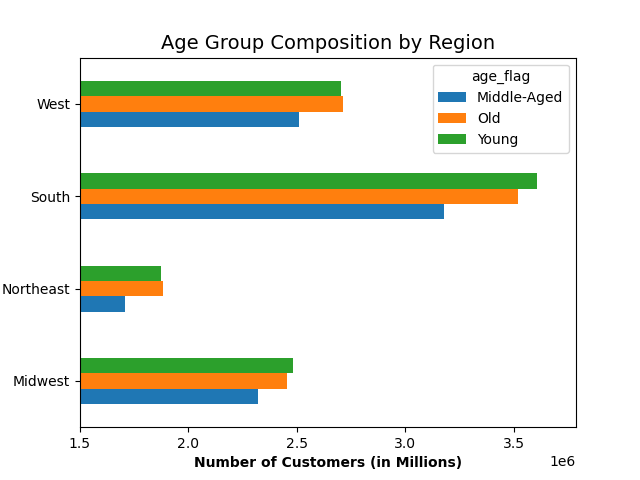 Age Group Composition by Region
age_flag
Middle-Aged
Old
Young
West
South
Northeast
Midwest
1.5 2.0 2.5 3.0 3.5
1e6
Number of Customers (in Millions)